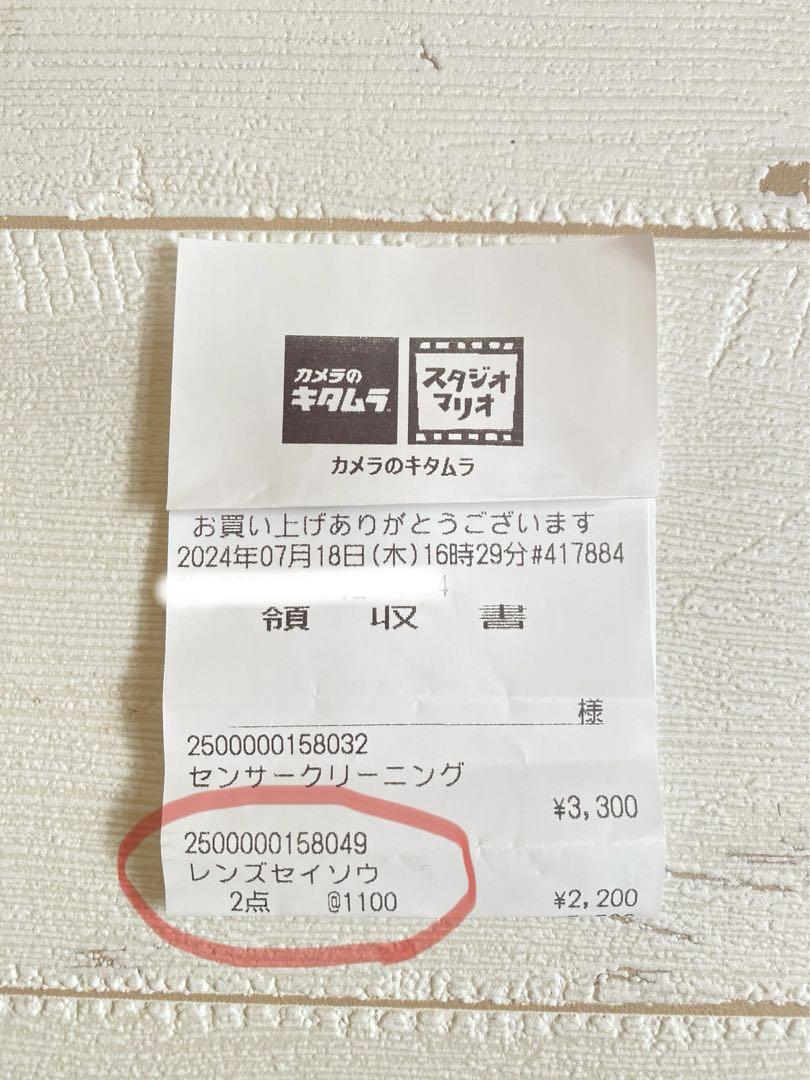 カメラの
キタムラ
スタジオ
マリオ
カメラのキタムラ
お買い上げありがとうございます
2024年07月18日(木)16時29分#417884
領 収 書
様
2500000158032
センサークリーニング
¥3,300
2500000158049
レンズセイソウ
2点 @1100 ¥2,200